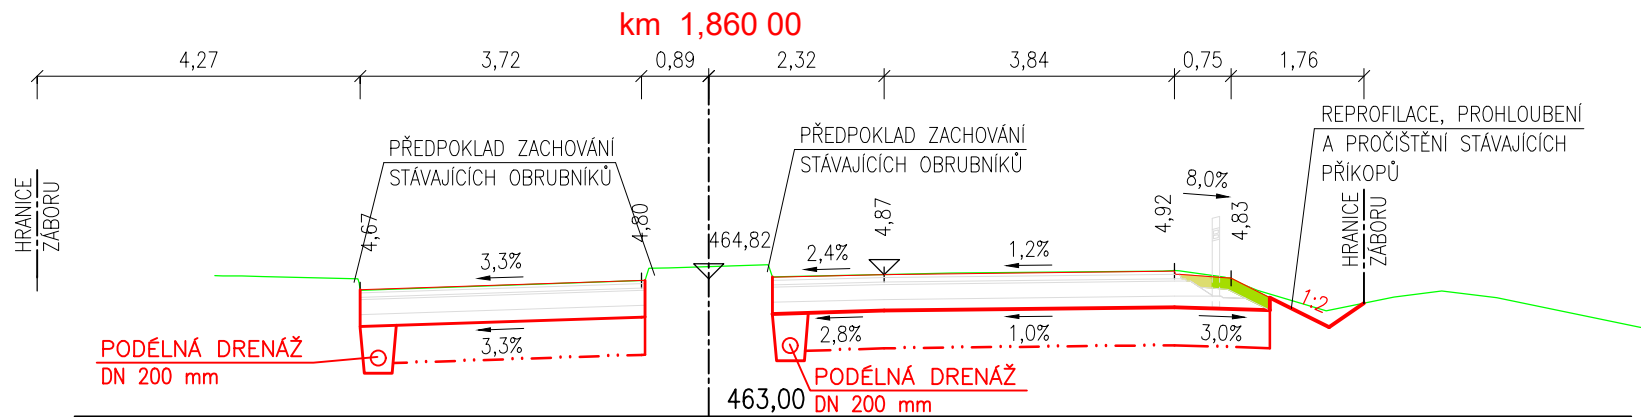 km 1,860 00
4,27
3,72
0,89
2,32
3,84
0,75
1,76
REPROFILACE, PROHLOUBENÍ
A PROČIŠTĚNÍ STÁVAJÍCÍCH
PŘÍKOPŮ
PŘEDPOKLAD ZACHOVÁNÍ
STÁVAJÍCÍCH OBRUBNÍKŮ
PŘEDPOKLAD ZACHOVÁNÍ
STÁVAJÍCÍCH OBRUBNÍKŮ
HRANICE
ZÁBORU
4,67
4,80
464,82
4,87
4,92
8,0%
4,83
HRANICE
ZÁBORU
3,3%
2,4%
1,2%
1:2
3,3%
2,8%
1,0%
3,0%
PODÉLNÁ DRENÁŽ
DN 200 mm
PODÉLNÁ DRENÁŽ
DN 200 mm
463,00